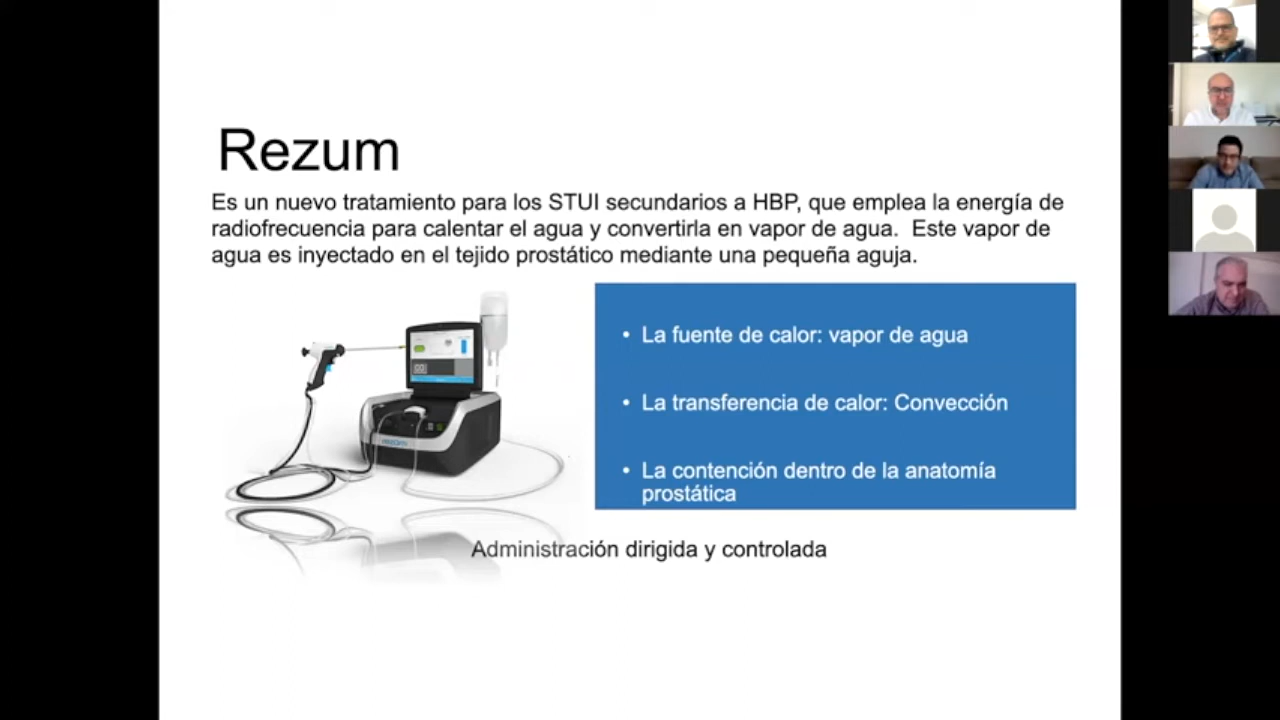 Rezum
Es un nuevo tratamiento para los STUI secundarios a HBP, que emplea la energía de
radiofrecuencia para calentar el agua y convertirla en vapor de agua. Este vapor de
agua es inyectado en el tejido prostático mediante una pequeña aguja.
• La fuente de calor: vapor de agua
• La transferencia de calor: Convección
• La contención dentro de la anatomía
prostática
rezūm
Administración dirigida y controlada